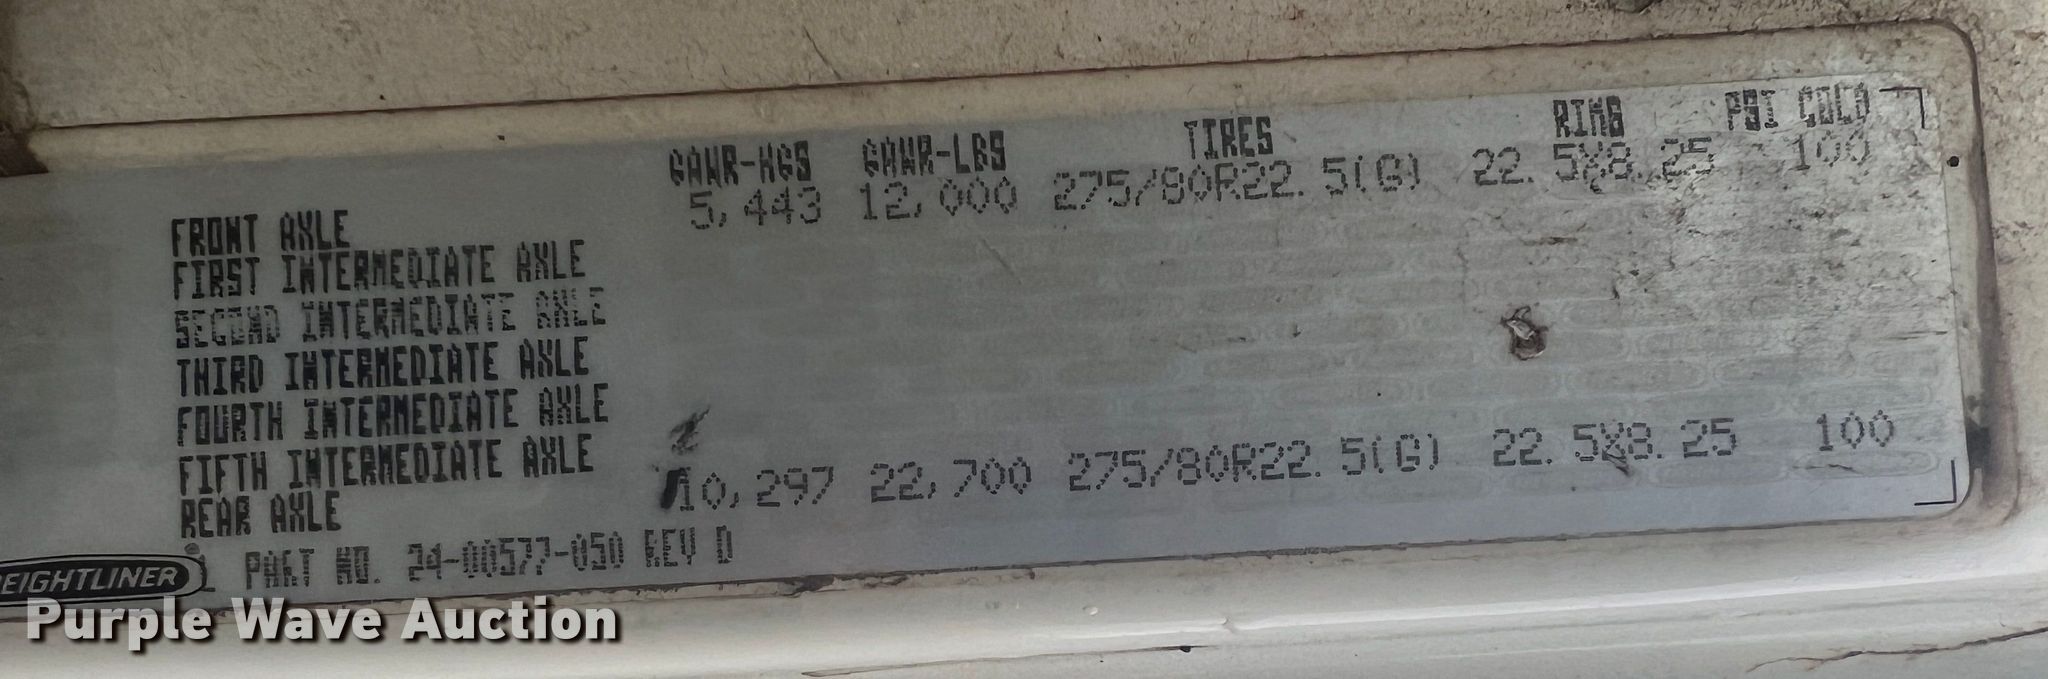 GAWR-KGS GAWR-LBS TIRES RIMS PSI COLD
FRONT AXLE 5,443 12,000 275/80R22.5(G) 22.5X8.25 100
FIRST INTERMEDIATE AXLE
SECOND INTERMEDIATE AXLE
THIRD INTERMEDIATE AXLE
FOURTH INTERMEDIATE AXLE
FIFTH INTERMEDIATE AXLE
REAR AXLE 10,297 22,700 275/80R22.5(G) 22.5X8.25 100
EIGHTLINER PART NO. 24-00577-050 REV D
Purple Wave Auction